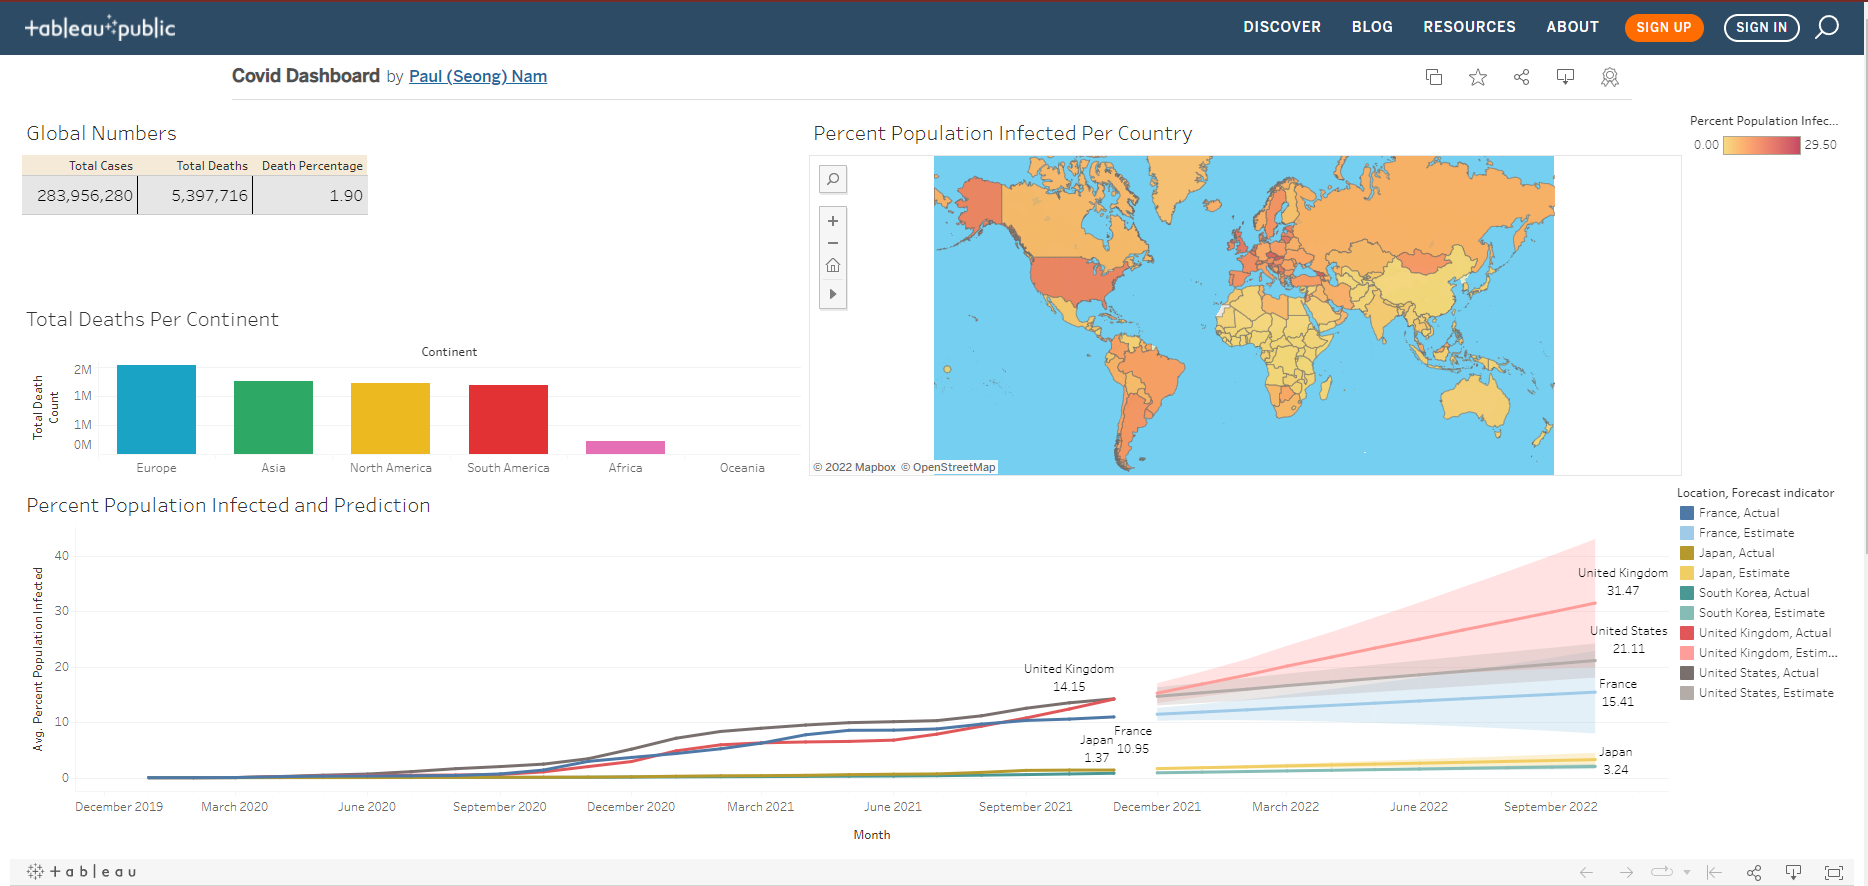 +ab|eau public
DISCOVER BLOG RESOURCES ABOUT SIGN UP SIGN IN
Covid Dashboard by Paul (Seong) Nam
Global Numbers
Total Cases Total Deaths Death Percentage
283,956,280 5,397,716 1.90
Percent Population Infected Per Country
© 2022 Mapbox © OpenStreetMap
Percent Population Infec...
0.00 29.50
Total Deaths Per Continent
Continent
Total Death
Count
2M
1M
1M
0M
Europe Asia North America South America Africa Oceania
Percent Population Infected and Prediction
Avg. Percent Population Infected
40
30
20
10
0
United Kingdom
14.15
France
10.95
Japan
1.37
United Kingdom
31.47
United States
21.11
France
15.41
Japan
3.24
December 2019 March 2020 June 2020 September 2020 December 2020 March 2021 June 2021 September 2021 December 2021 March 2022 June 2022 September 2022
Month
Location, Forecast indicator
France, Actual
France, Estimate
Japan, Actual
Japan, Estimate
South Korea, Actual
South Korea, Estimate
United Kingdom, Actual
United Kingdom, Estim...
United States, Actual
United States, Estimate
+ab|eau